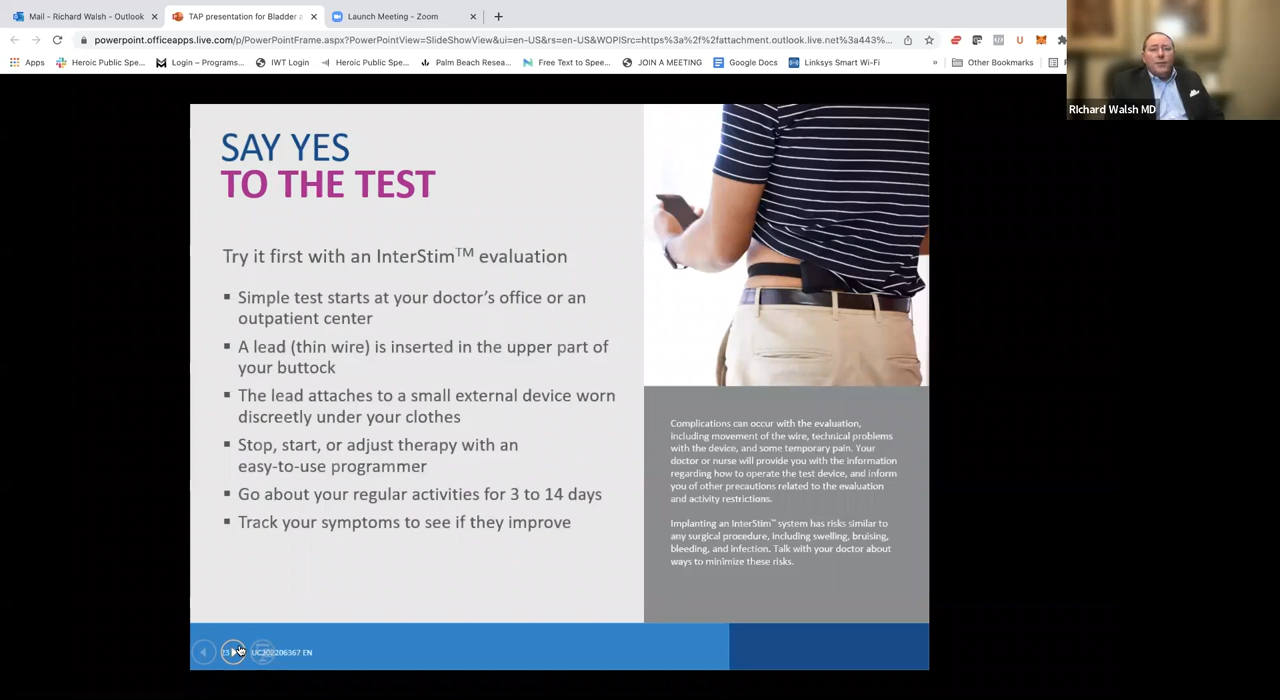 Mail - Richard Walsh - Outlook
TAP presentation for Bladder a
Launch Meeting - Zoom
powerpoint.officeapps.live.com/p/PowerPointFrame.aspx?PowerPointView=SlideShowView&ui=en-US&rs=en-US&WOPISrc=https%3a%2f%2fattachment.outlook.live.net%3a443%...
Apps
Heroic Public Spe...
Login – Programs...
IWT Login
Heroic Public Spe...
Palm Beach Resea...
Free Text to Spee...
JOIN A MEETING
Google Docs
Linksys Smart Wi-Fi
»
Other Bookmarks
RIchard Walsh MD
SAY YES
TO THE TEST
Try it first with an InterStim™ evaluation
▪ Simple test starts at your doctor’s office or an
outpatient center
▪ A lead (thin wire) is inserted in the upper part of
your buttock
▪ The lead attaches to a small external device worn
discreetly under your clothes
▪ Stop, start, or adjust therapy with an
easy-to-use programmer
▪ Go about your regular activities for 3 to 14 days
▪ Track your symptoms to see if they improve
Complications can occur with the evaluation,
including movement of the wire, technical problems
with the device, and some temporary pain. Your
doctor or nurse will provide you with the information
regarding how to operate the test device, and inform
you of other precautions related to the evaluation
and activity restrictions.
Implanting an InterStim™ system has risks similar to
any surgical procedure, including swelling, bruising,
bleeding, and infection. Talk with your doctor about
ways to minimize these risks.
UC202206367 EN